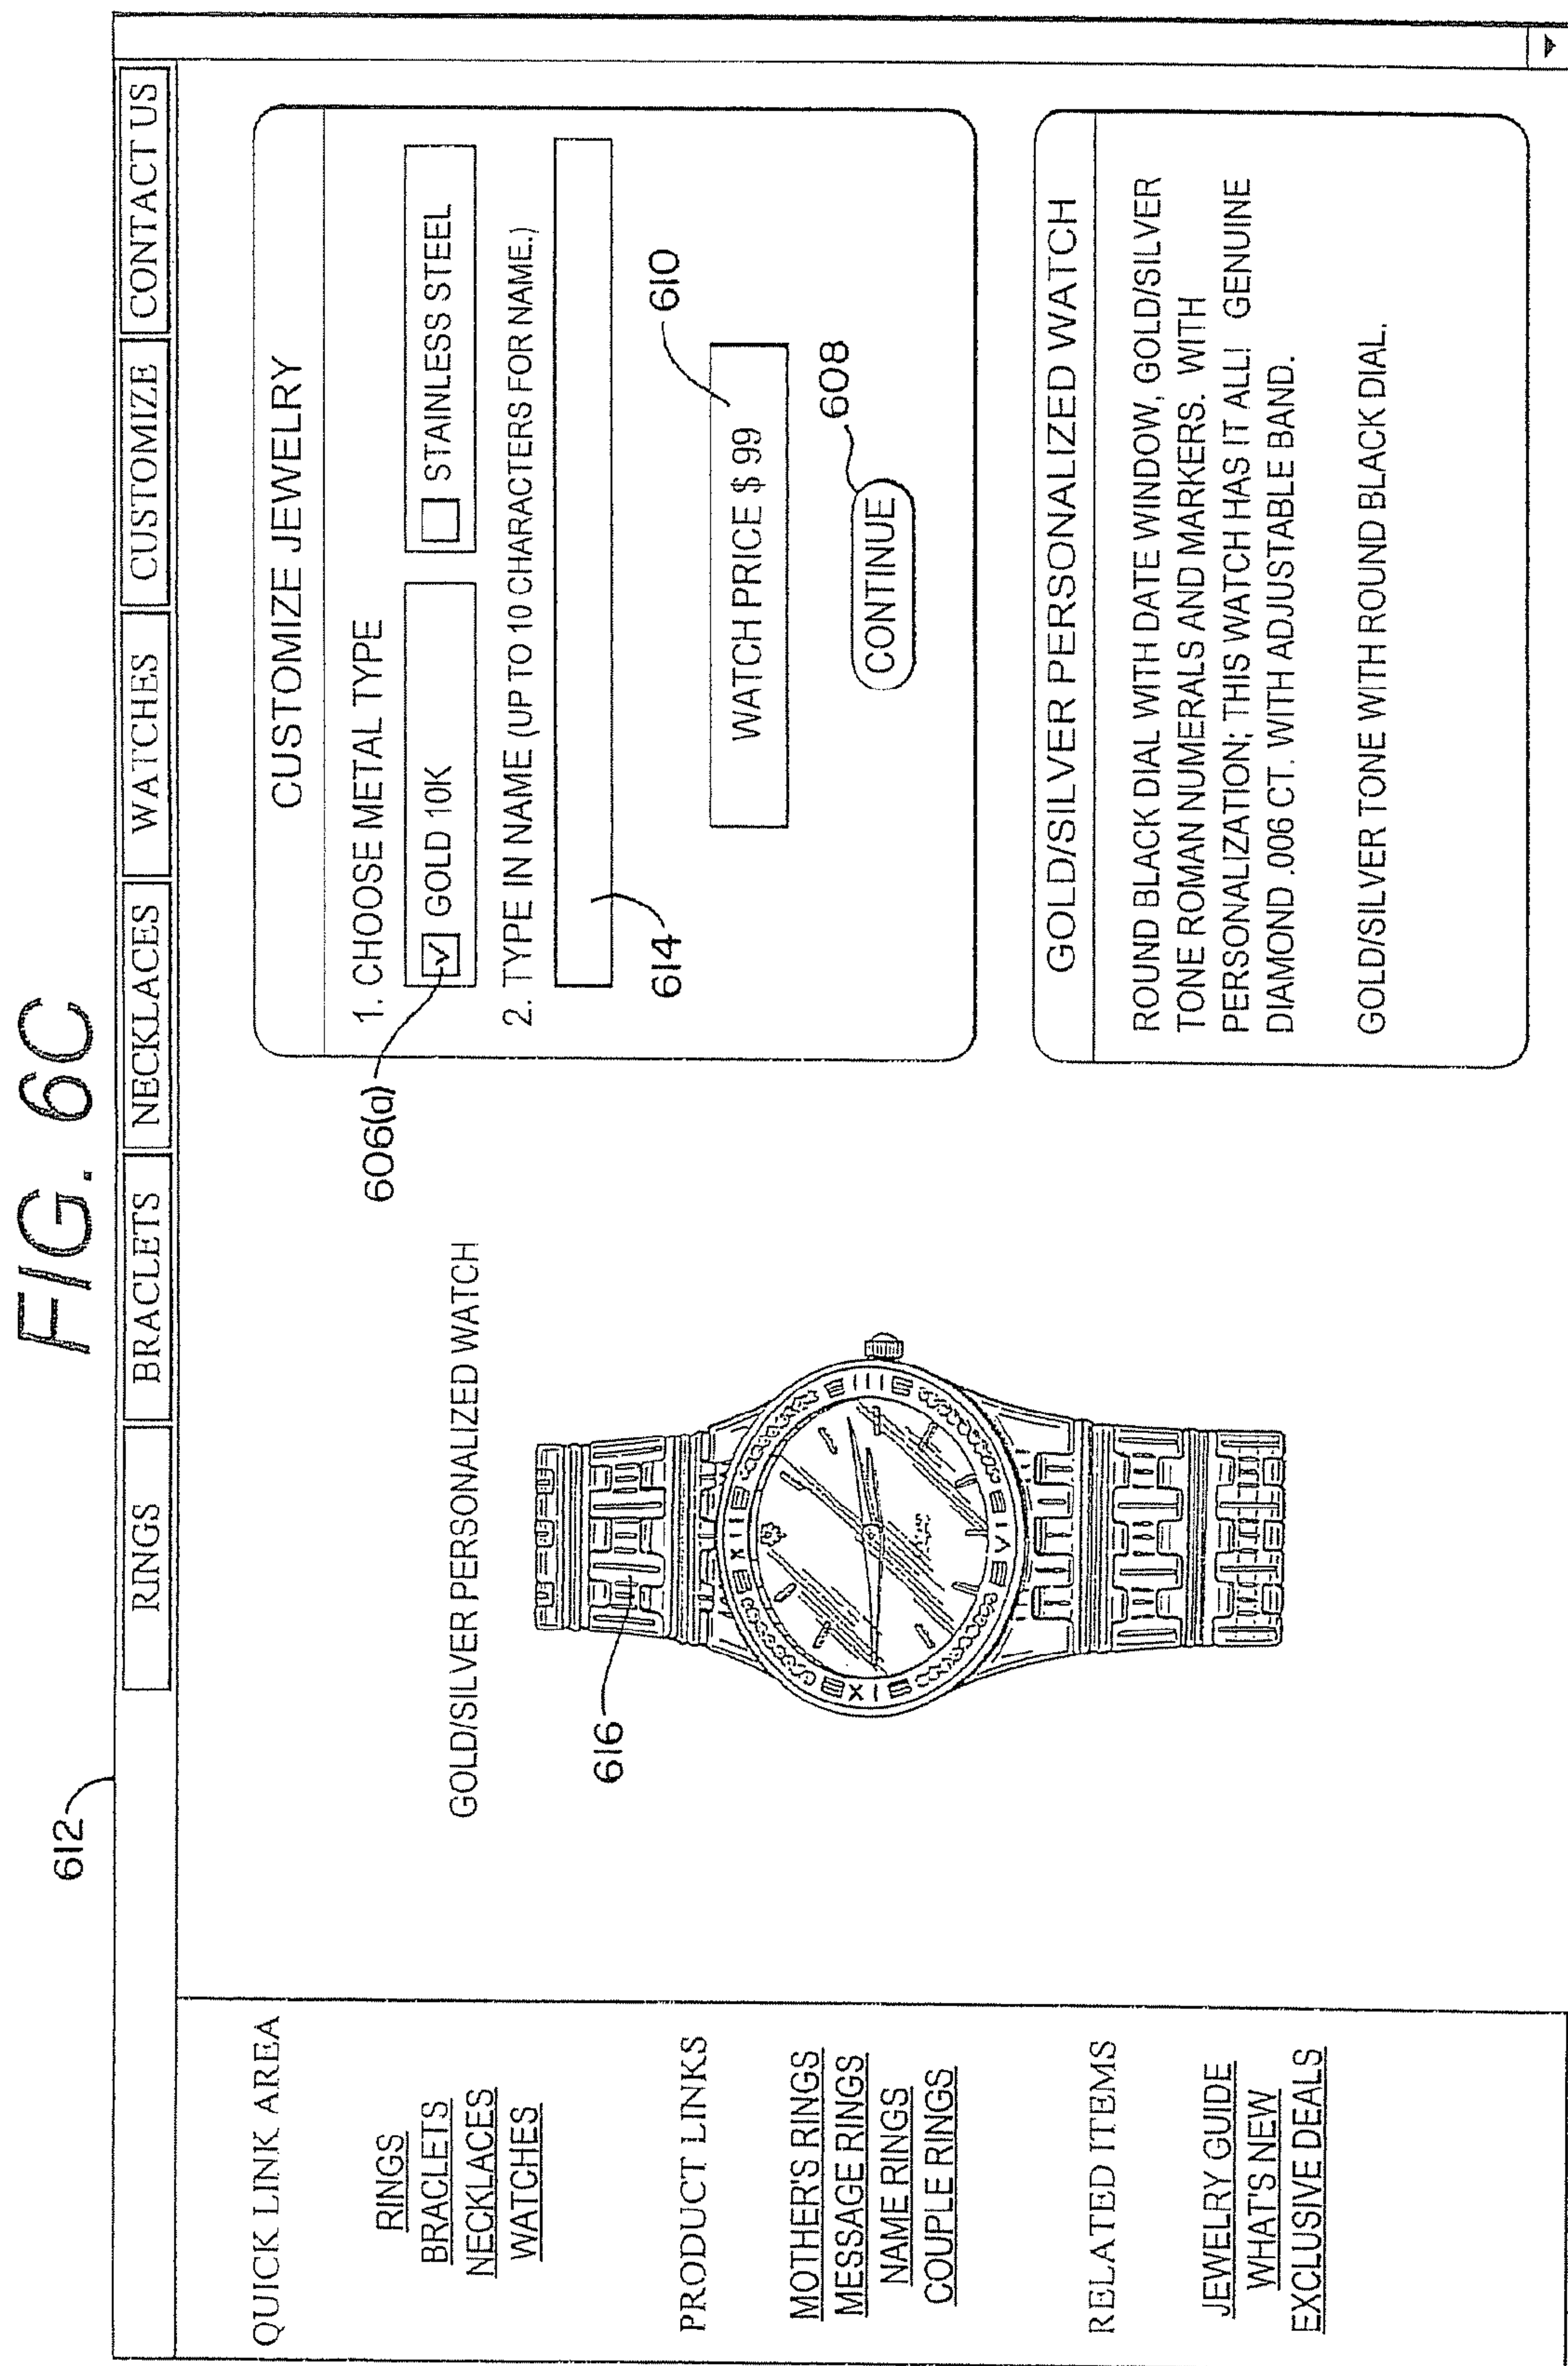 FIG. 6C
612
RINGS
BRACLETS
NECKLACES
WATCHES
CUSTOMIZE
CONTACT US
QUICK LINK AREA
RINGS
BRACLETS
NECKLACES
WATCHES
PRODUCT LINKS
MOTHER'S RINGS
MESSAGE RINGS
NAME RINGS
COUPLE RINGS
RELATED ITEMS
JEWELRY GUIDE
WHAT'S NEW
EXCLUSIVE DEALS
GOLD/SILVER PERSONALIZED WATCH
616
XII
III
VI
IX
CUSTOMIZE JEWELRY
1. CHOOSE METAL TYPE
606(a)
GOLD 10K
STAINLESS STEEL
2. TYPE IN NAME (UP TO 10 CHARACTERS FOR NAME.)
614
610
WATCH PRICE $ 99
608
CONTINUE
GOLD/SILVER PERSONALIZED WATCH
ROUND BLACK DIAL WITH DATE WINDOW, GOLD/SILVER
TONE ROMAN NUMERALS AND MARKERS. WITH
PERSONALIZATION; THIS WATCH HAS IT ALL! GENUINE
DIAMOND .006 CT. WITH ADJUSTABLE BAND.
GOLD/SILVER TONE WITH ROUND BLACK DIAL.